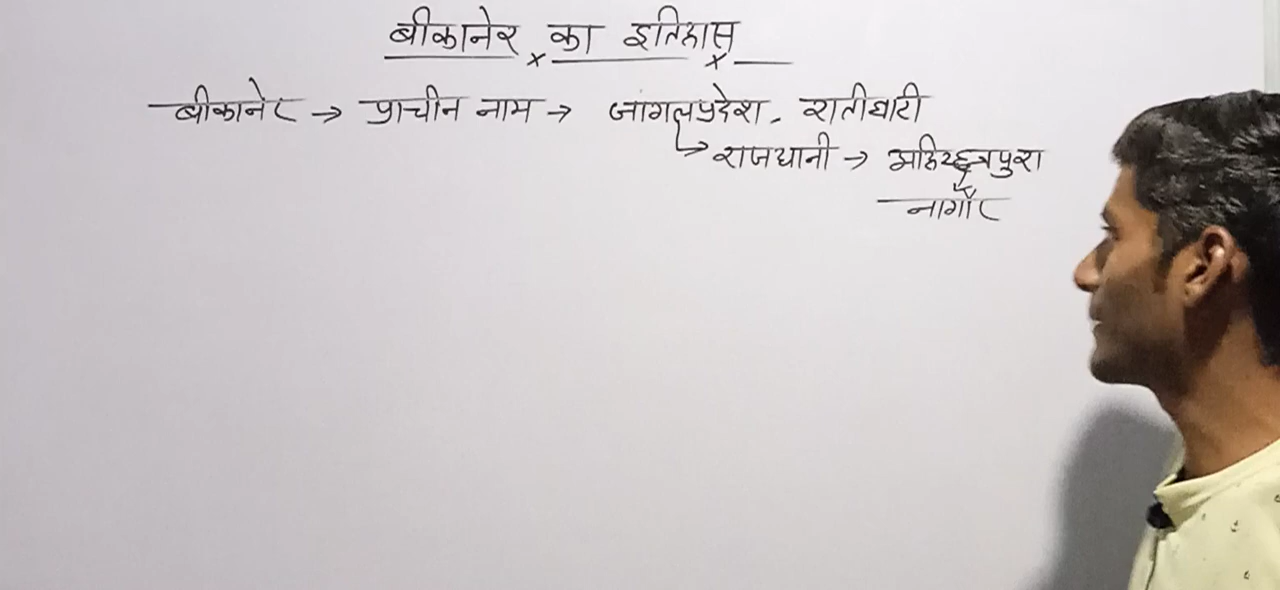 बीकानेर का इतिहास
बीकानेर → प्राचीन नाम → जांगलप्रदेश, रातीघाटी
↳ राजधानी → अहिच्छत्रपुरा
नागौर